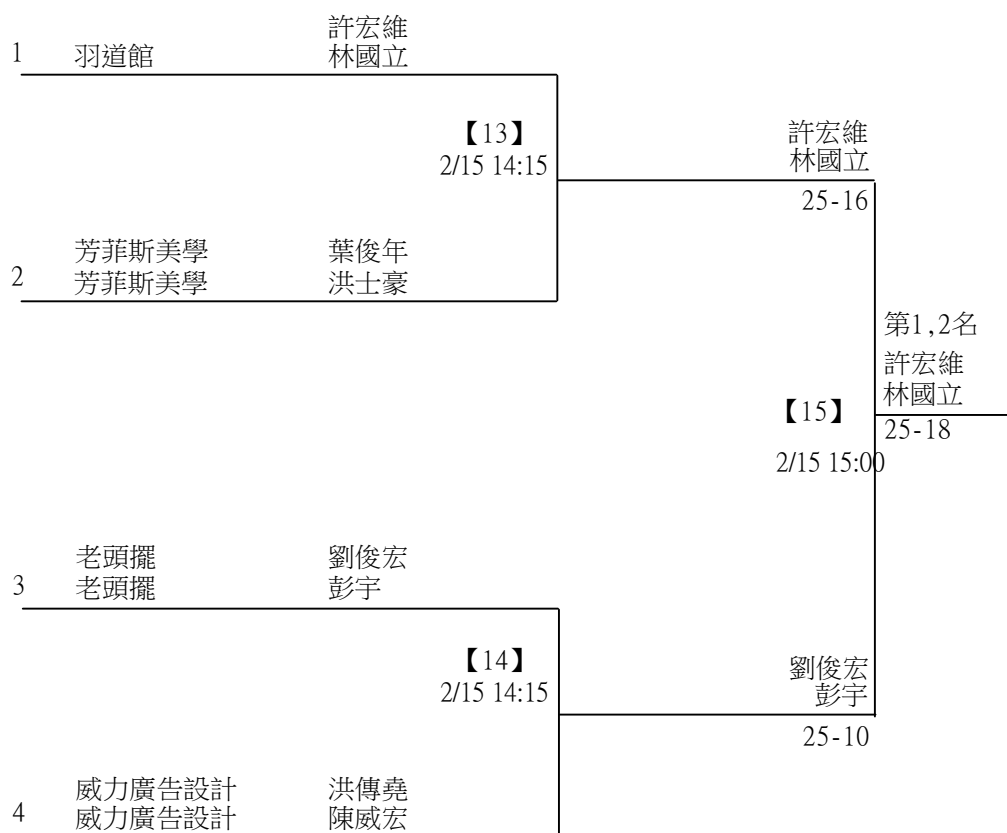 許宏維
1 羽道館 林國立
【13】
2/15 14:15
許宏維
林國立
25-16
芳菲斯美學 葉俊年
2 芳菲斯美學 洪士豪
第1,2名
許宏維
林國立
【15】
25-18
2/15 15:00
老頭擺 劉俊宏
3 老頭擺 彭宇
【14】
2/15 14:15
劉俊宏
彭宇
25-10
威力廣告設計 洪傳堯
4 威力廣告設計 陳威宏